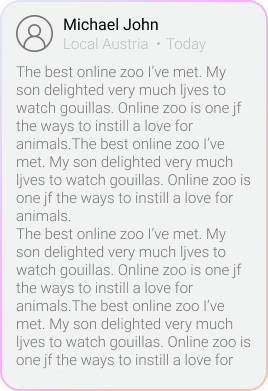 Michael John
Local Austria • Today
The best online zoo I've met. My
son delighted very much ljves to
watch gouillas. Online zoo is one jf
the ways to instill a love for
animals.The best online zoo I've
met. My son delighted very much
ljves to watch gouillas. Online zoo is
one jf the ways to instill a love for
animals.
The best online zoo I've met. My
son delighted very much ljves to
watch gouillas. Online zoo is one jf
the ways to instill a love for
animals.The best online zoo I've
met. My son delighted very much
ljves to watch gouillas. Online zoo is
one jf the ways to instill a love for